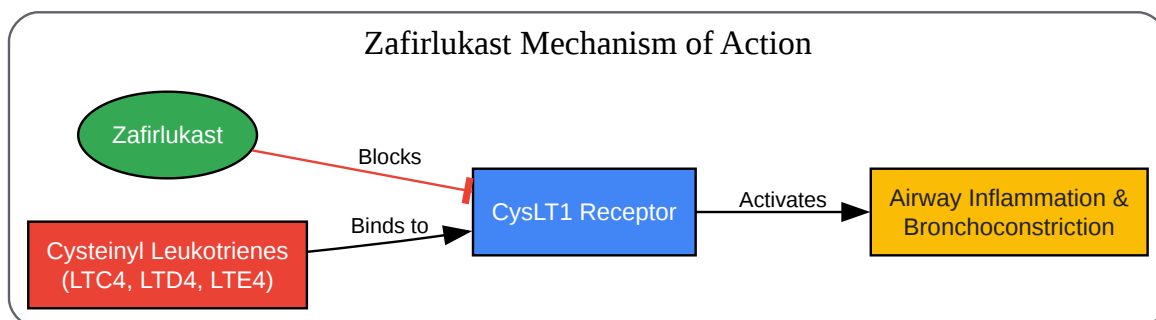 Zafirlukast Mechanism of Action
Zafirlukast
Blocks
Cysteinyl Leukotrienes
(LTC4, LTD4, LTE4)
Binds to
CysLT1 Receptor
Activates
Airway Inflammation &
Bronchoconstriction